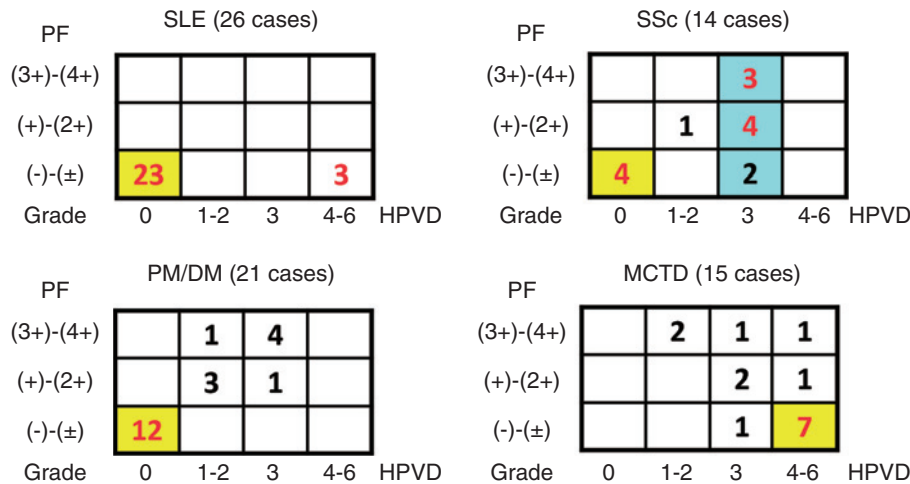 SLE (26 cases)
PF
(3+)-(4+)
(+)-(2+)
(-)-(±) 23 3
Grade 0 1-2 3 4-6 HPVD
SSc (14 cases)
PF
(3+)-(4+) 3
(+)-(2+) 1 4
(-)-(±) 4 2
Grade 0 1-2 3 4-6 HPVD
PM/DM (21 cases)
PF
(3+)-(4+) 1 4
(+)-(2+) 3 1
(-)-(±) 12
Grade 0 1-2 3 4-6 HPVD
MCTD (15 cases)
PF
(3+)-(4+) 2 1 1
(+)-(2+) 2 1
(-)-(±) 1 7
Grade 0 1-2 3 4-6 HPVD